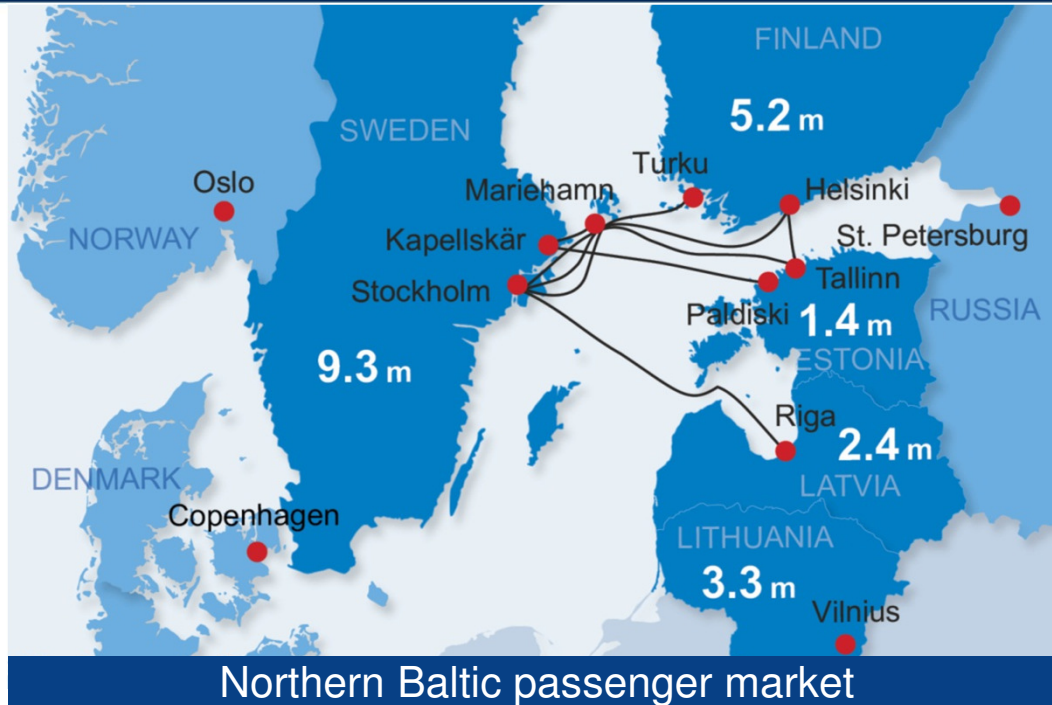 FINLAND
5.2 m
SWEDEN
Turku
Oslo
Mariehamn
Helsinki
NORWAY
Kapellskär
St. Petersburg
Stockholm
Tallinn
Paldiski
1.4 m
RUSSIA
ESTONIA
9.3 m
Riga
2.4 m
DENMARK
LATVIA
Copenhagen
LITHUANIA
3.3 m
Vilnius
Northern Baltic passenger market